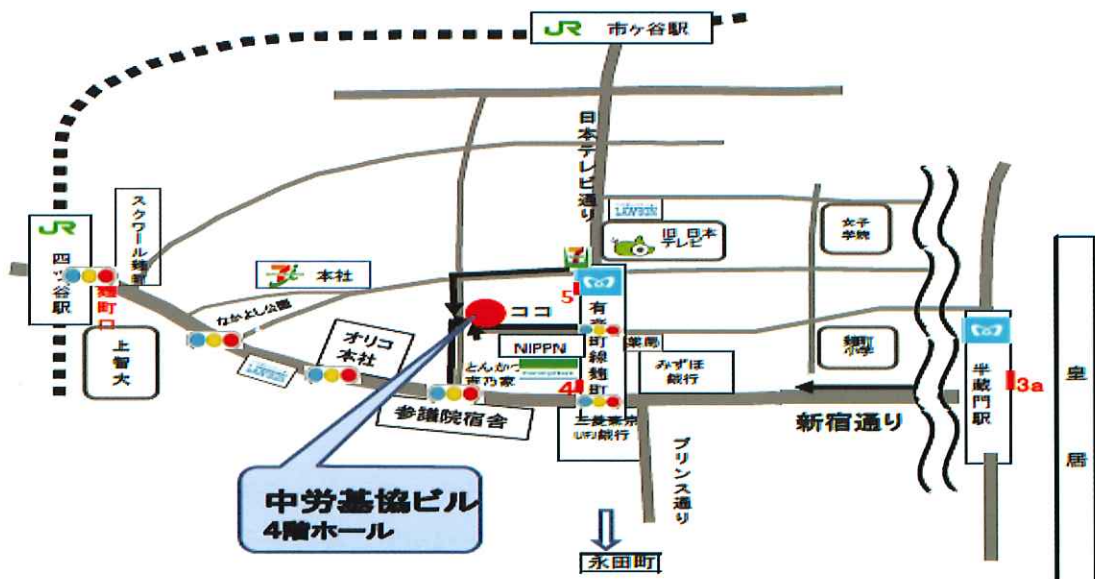 JR 市ヶ谷駅
日本テレビ通り
スクワール麹町
JR
四ツ谷駅
麹町口
上智大
LAWSON
旧 日本
テレビ
女子
学院
本社
なかよし公園
5
ココ
有楽町線麹町
オリコ
本社
NIPPN
薬局
みずほ
銀行
麹町
小学
半蔵門駅
3a
皇居
LAWSON
とんかつ
吉乃家
4
参議院宿舎
三菱東京
UFJ銀行
新宿通り
プリンス通り
中労基協ビル
4階ホール
永田町